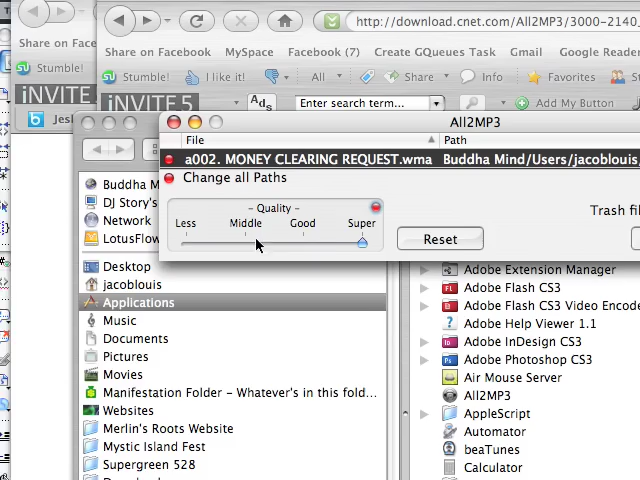 http://download.cnet.com/All2MP3/3000-2140
Share on Facebook
Share on Facebook MySpace Facebook (7) Create GQueues Task Gmail Google Reader
Stumble!
Stumble! I like it! All Share Info Favorites
iNVITE
iNVITE 5
Ads
Enter search term...
Add My Button
All2MP3
File Path
a002. MONEY CLEARING REQUEST.wma Buddha Mind/Users/jacoblouis
Change all Paths
- Quality -
Less Middle Good Super
Reset
Trash
Buddha M
DJ Story's
Network
LotusFlow
Desktop
jacoblouis
Applications
Music
Documents
Pictures
Movies
Manifestation Folder - Whatever's in this fold...
Websites
Merlin's Roots Website
Mystic Island Fest
Supergreen 528
Adobe Extension Manager
Adobe Flash CS3
Adobe Flash CS3 Video Encode
Adobe Help Viewer 1.1
Adobe InDesign CS3
Adobe Photoshop CS3
Air Mouse Server
All2MP3
AppleScript
Automator
beaTunes
Calculator